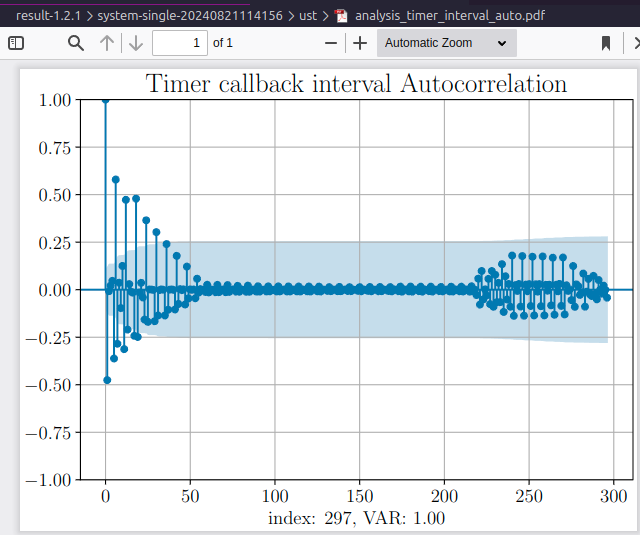 result-1.2.1 > system-single-20240821114156 > ust > analysis_timer_interval_auto.pdf
1 of 1 Automatic Zoom
Timer callback interval Autocorrelation
1.00
0.75
0.50
0.25
0.00
−0.25
−0.50
−0.75
−1.00
0 50 100 150 200 250 300
index: 297, VAR: 1.00